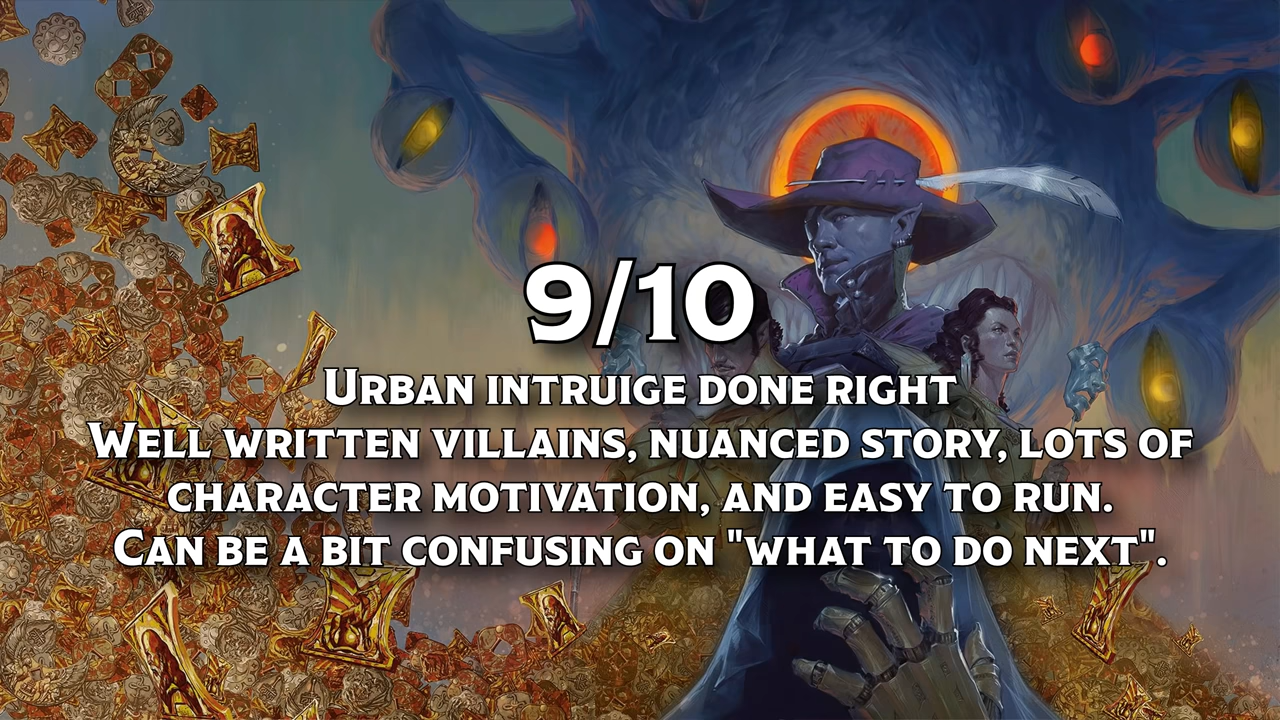 9/10
Urban intruige done right
Well written villains, nuanced story, lots of
character motivation, and easy to run.
Can be a bit confusing on "what to do next".